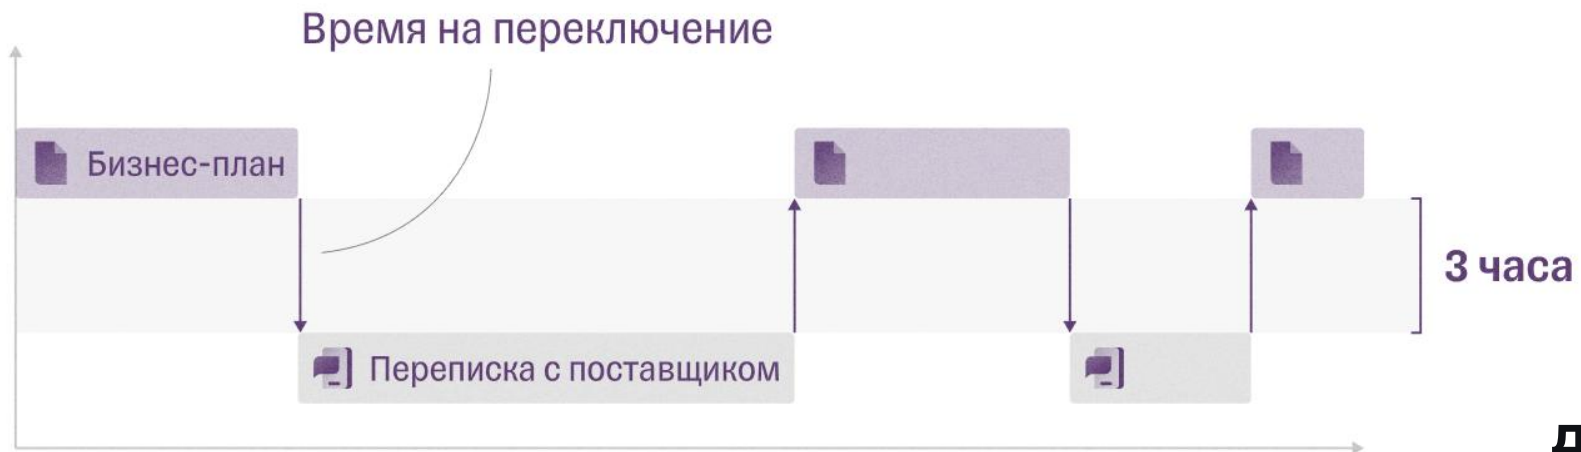 Время на переключение
Бизнес-план
3 часа
Переписка с поставщиком